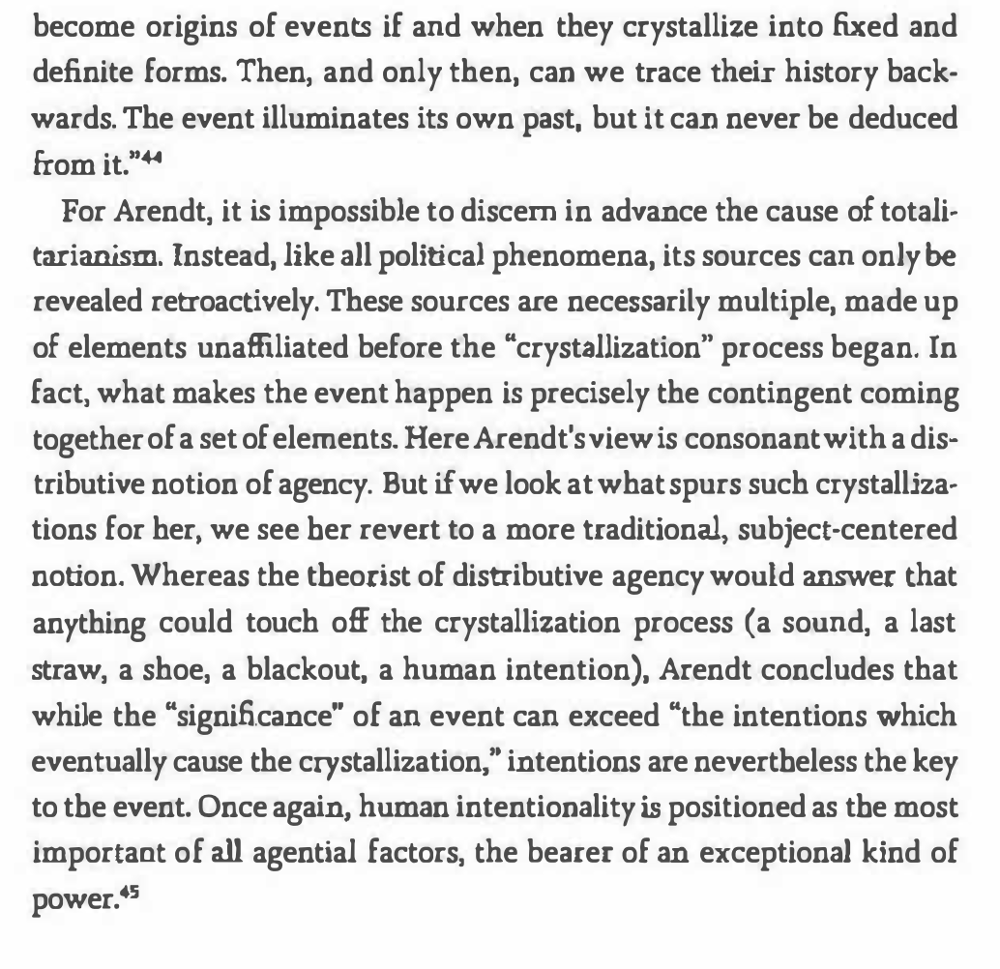 become origins of events if and when they crystallize into fixed and
definite forms. Then, and only then, can we trace their history back-
wards. The event illuminates its own past, but it can never be deduced
from it.”⁴⁴
For Arendt, it is impossible to discern in advance the cause of totali-
tarianism. Instead, like all political phenomena, its sources can only be
revealed retroactively. These sources are necessarily multiple, made up
of elements unaffiliated before the “crystallization” process began. In
fact, what makes the event happen is precisely the contingent coming
together of a set of elements. Here Arendt's view is consonant with a dis-
tributive notion of agency. But if we look at what spurs such crystalliza-
tions for her, we see her revert to a more traditional, subject-centered
notion. Whereas the theorist of distributive agency would answer that
anything could touch off the crystallization process (a sound, a last
straw, a shoe, a blackout, a human intention), Arendt concludes that
while the “significance” of an event can exceed “the intentions which
eventually cause the crystallization,” intentions are nevertheless the key
to the event. Once again, human intentionality is positioned as the most
important of all agential factors, the bearer of an exceptional kind of
power.⁴⁵